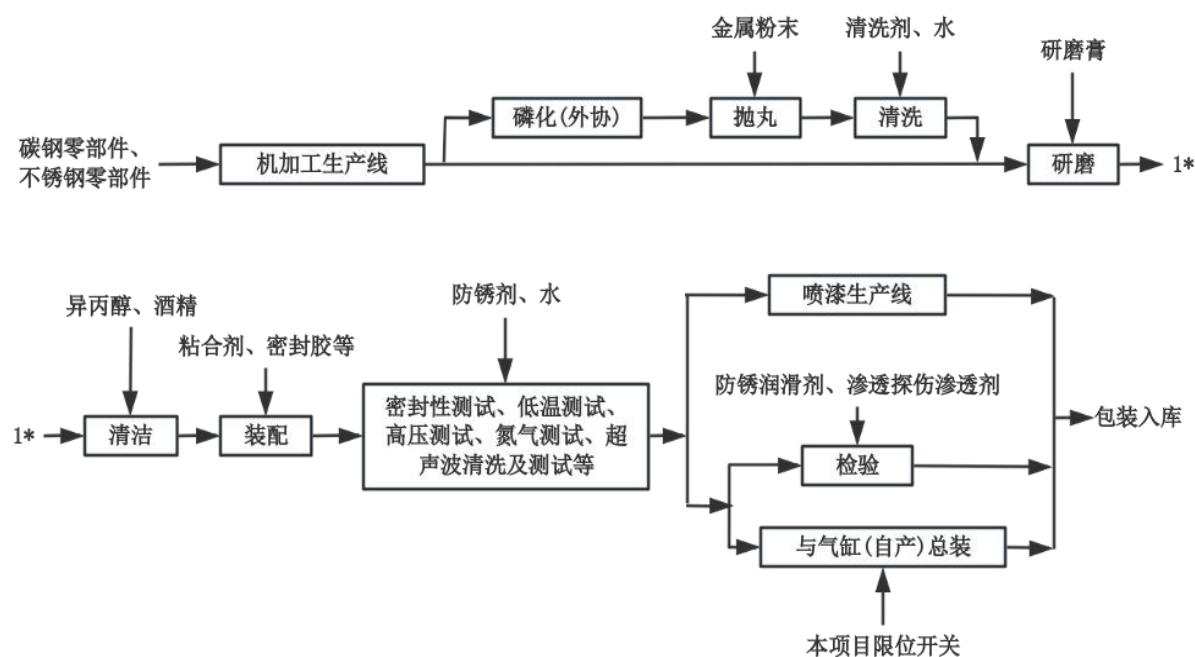 金属粉末
清洗剂、水
研磨膏
磷化(外协)
抛丸
清洗
碳钢零部件、
不锈钢零部件
机加工生产线
研磨
1*
异丙醇、酒精
粘合剂、密封胶等
防锈剂、水
喷漆生产线
防锈润滑剂、渗透探伤渗透剂
1*
清洁
装配
密封性测试、低温测试、
高压测试、氮气测试、超
声波清洗及测试等
检验
包装入库
与气缸(自产)总装
本项目限位开关